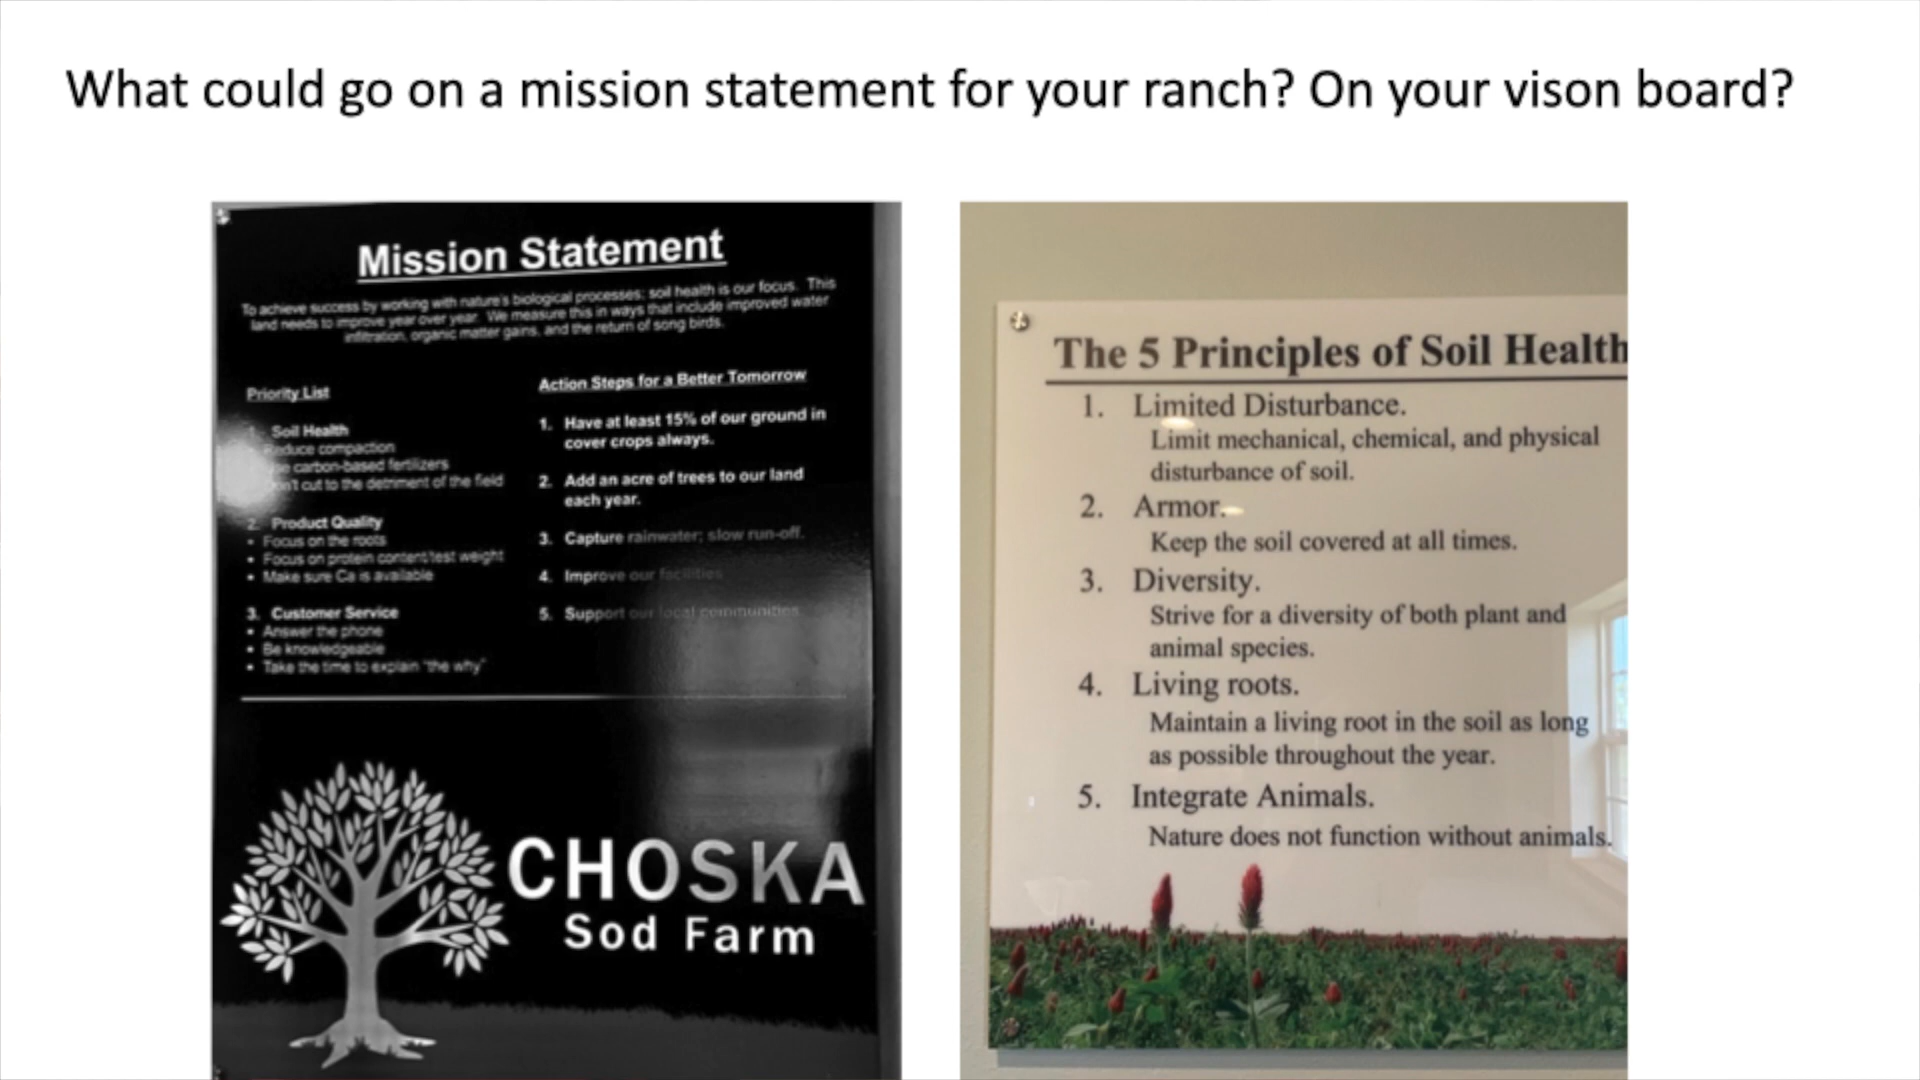 What could go on a mission statement for your ranch? On your vison board?
Mission Statement
To achieve success by working with nature's biological processes; soil health is our focus. This
land needs to improve year over year. We measure this in ways that include improved water
infiltration, organic matter gains, and the return of song birds.
Priority List
Soil Health
Reduce compaction
carbon-based fertilizers
Don't cut to the detriment of the field
2. Product Quality
• Focus on the roots
• Focus on protein content/test weight
• Make sure Ca is available
3. Customer Service
• Answer the phone
• Be knowledgeable
• Take the time to explain "the why"
Action Steps for a Better Tomorrow
1. Have at least 15% of our ground in
cover crops always.
2. Add an acre of trees to our land
each year.
3. Capture rainwater; slow run-off.
4. Improve our facilities
5. Support our local communities
CHOSKA
Sod Farm
The 5 Principles of Soil Health
1. Limited Disturbance.
Limit mechanical, chemical, and physical
disturbance of soil.
2. Armor.
Keep the soil covered at all times.
3. Diversity.
Strive for a diversity of both plant and
animal species.
4. Living roots.
Maintain a living root in the soil as long
as possible throughout the year.
5. Integrate Animals.
Nature does not function without animals.